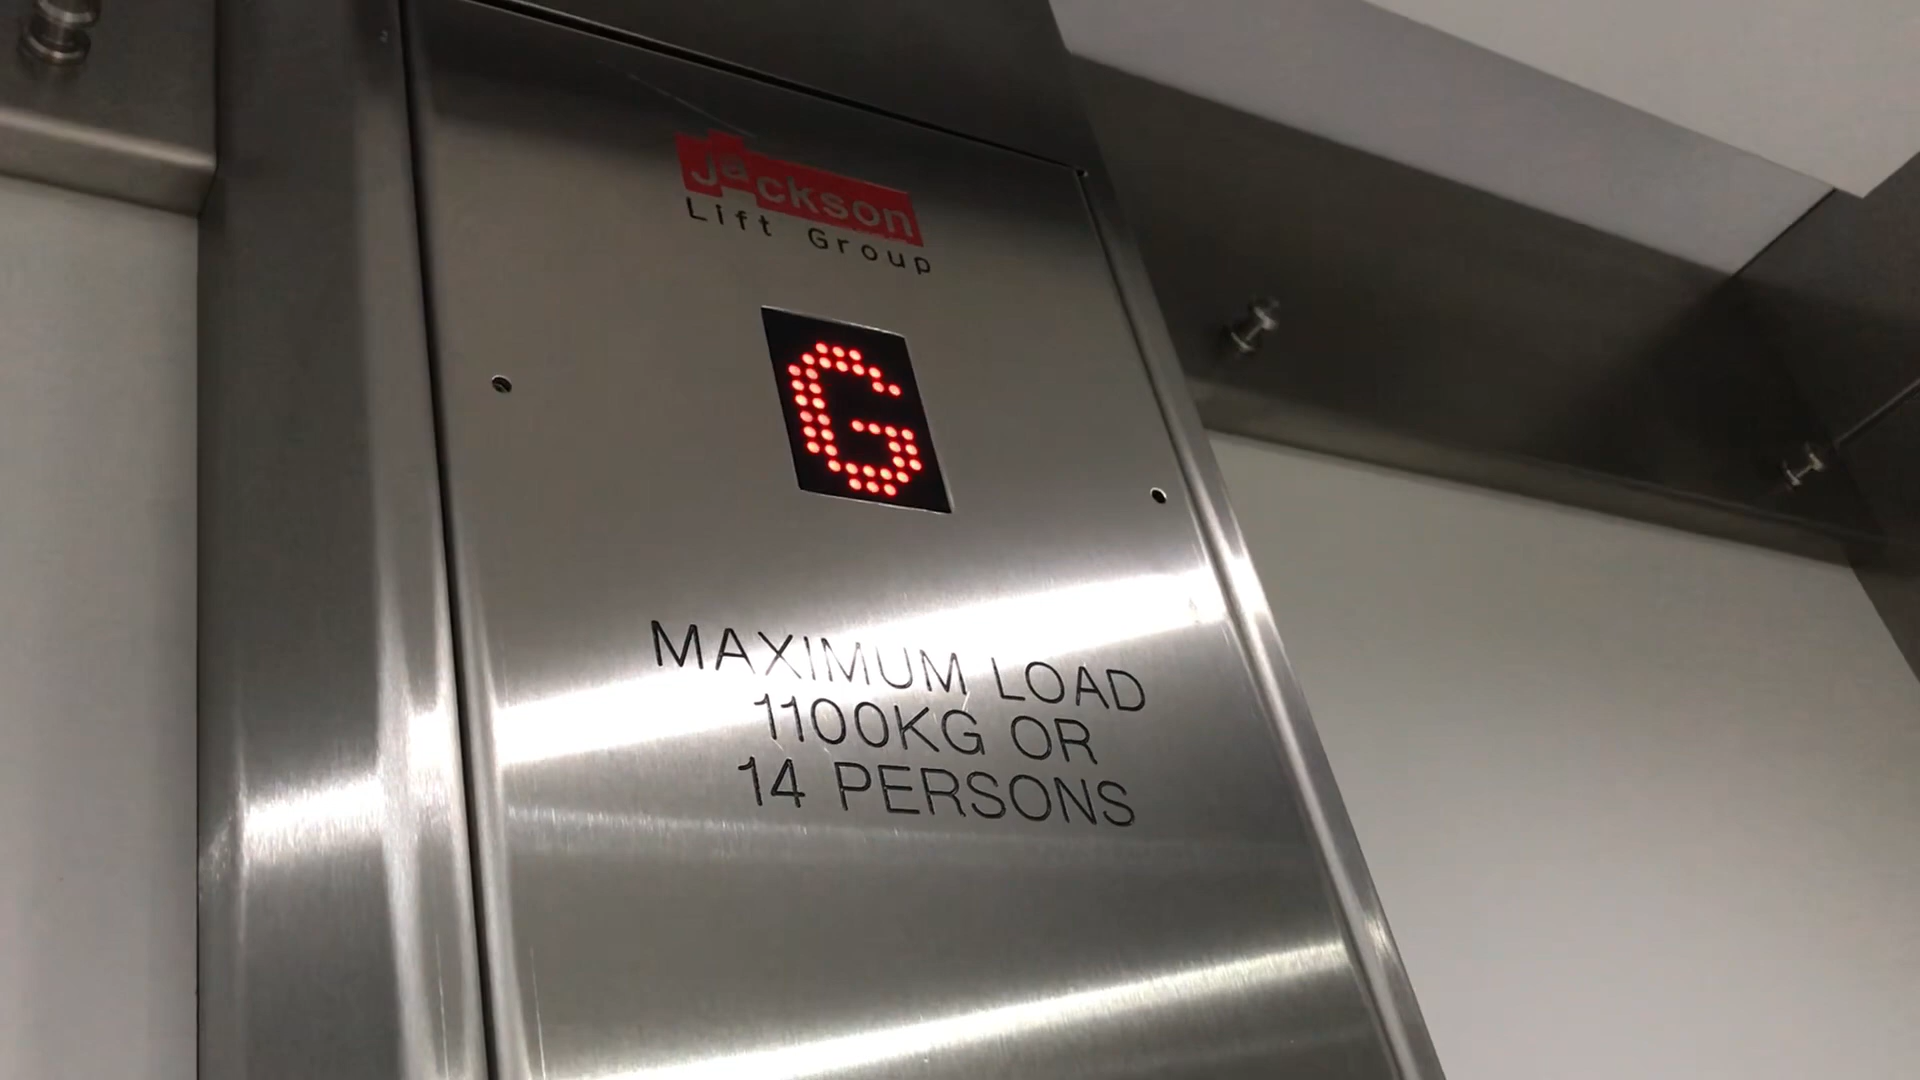 jackson
Lift Group
G
MAXIMUM LOAD
1100KG OR
14 PERSONS